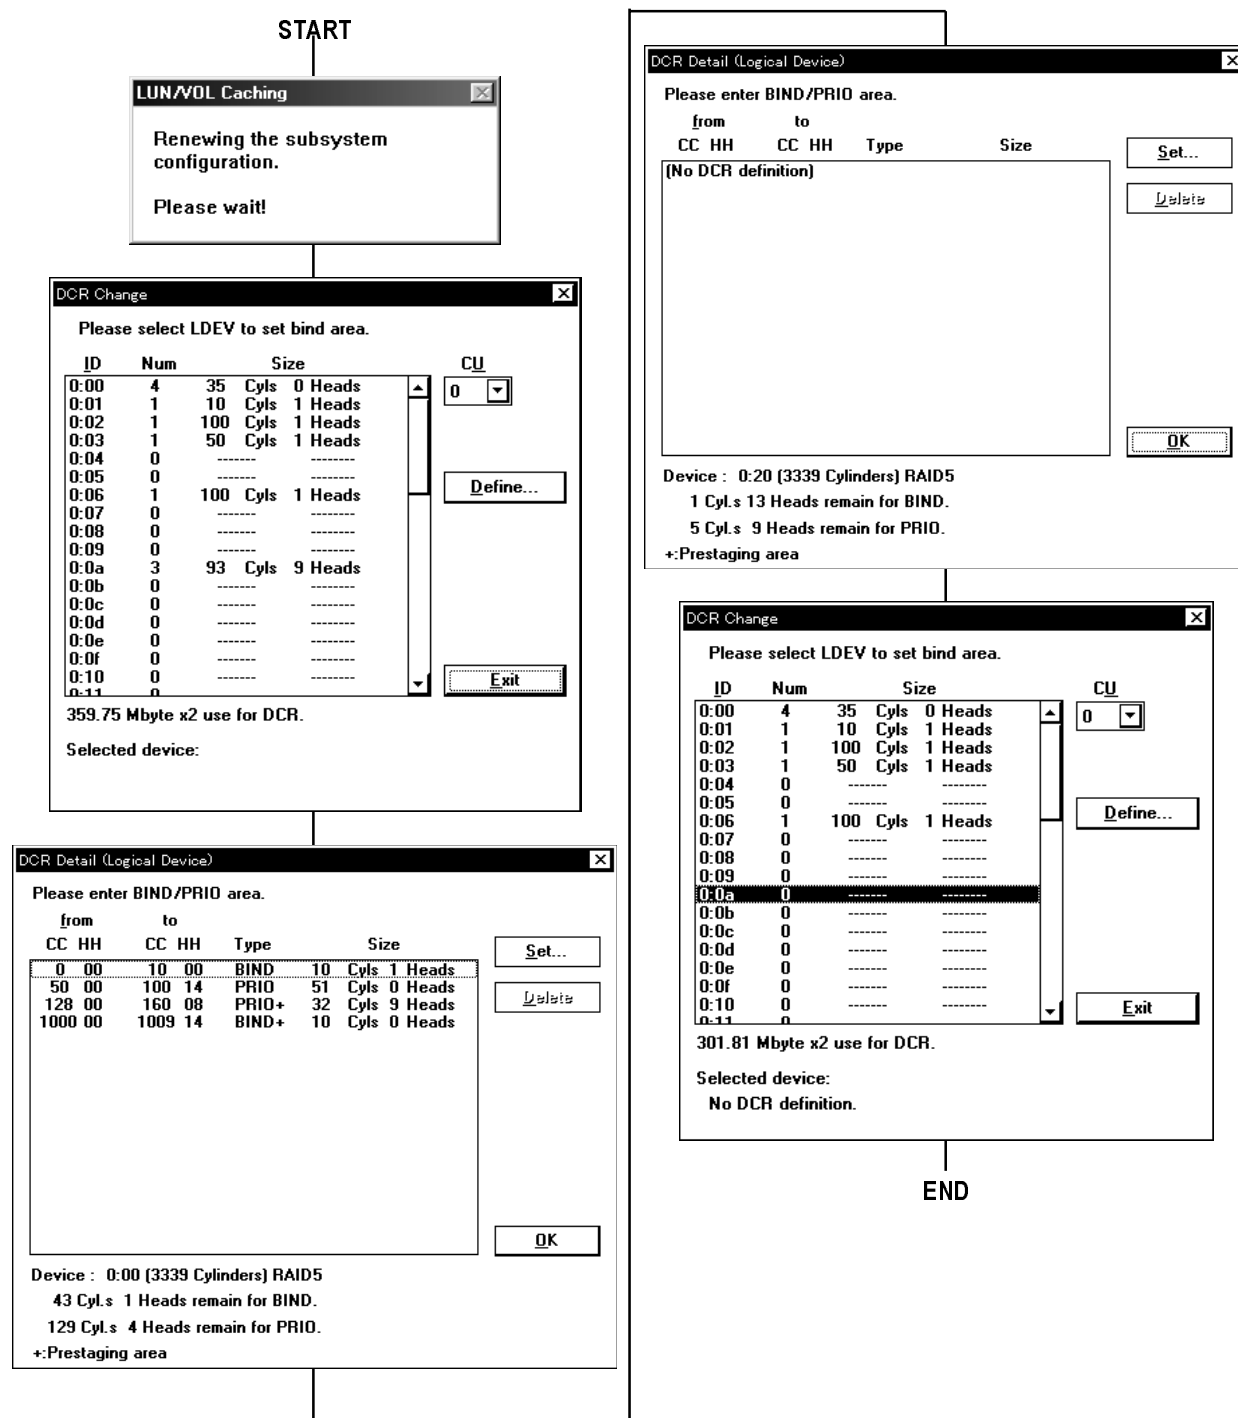 START
LUN/VOL Caching
Renewing the subsystem
configuration.
Please wait!
DCR Change
Please select LDEV to set bind area.
ID Num Size CU
0:00 4 35 Cyls 0 Heads
0
0:01 1 10 Cyls 1 Heads
0:02 1 100 Cyls 1 Heads
0:03 1 50 Cyls 1 Heads
0:04 0 ------- --------
0:05 0 ------- --------
Define...
0:06 1 100 Cyls 1 Heads
0:07 0 ------- --------
0:08 0 ------- --------
0:09 0 ------- --------
0:0a 3 93 Cyls 9 Heads
0:0b 0 ------- --------
0:0c 0 ------- --------
0:0d 0 ------- --------
0:0e 0 ------- --------
0:0f 0 ------- --------
0:10 0 ------- --------
Exit
0:11 0
359.75 Mbyte x2 use for DCR.
Selected device:
DCR Detail (Logical Device)
Please enter BIND/PRIO area.
from to
CC HH CC HH Type Size
Set...
0 00 10 00 BIND 10 Cyls 1 Heads
50 00 100 14 PRIO 51 Cyls 0 Heads
128 00 160 08 PRIO+ 32 Cyls 9 Heads
1000 00 1009 14 BIND+ 10 Cyls 0 Heads
Delete
OK
Device : 0:00 (3339 Cylinders) RAID5
43 Cyl.s 1 Heads remain for BIND.
129 Cyl.s 4 Heads remain for PRIO.
+:Prestaging area
DCR Detail (Logical Device)
Please enter BIND/PRIO area.
from to
CC HH CC HH Type Size
Set...
(No DCR definition)
Delete
OK
Device : 0:20 (3339 Cylinders) RAID5
1 Cyl.s 13 Heads remain for BIND.
5 Cyl.s 9 Heads remain for PRIO.
+:Prestaging area
DCR Change
Please select LDEV to set bind area.
ID Num Size CU
0:00 4 35 Cyls 0 Heads
0
0:01 1 10 Cyls 1 Heads
0:02 1 100 Cyls 1 Heads
0:03 1 50 Cyls 1 Heads
0:04 0 ------- --------
0:05 0 ------- --------
Define...
0:06 1 100 Cyls 1 Heads
0:07 0 ------- --------
0:08 0 ------- --------
0:09 0 ------- --------
0:0a 0 ------- --------
0:0b 0 ------- --------
0:0c 0 ------- --------
0:0d 0 ------- --------
0:0e 0 ------- --------
0:0f 0 ------- --------
0:10 0 ------- --------
Exit
0:11 0
301.81 Mbyte x2 use for DCR.
Selected device:
No DCR definition.
END